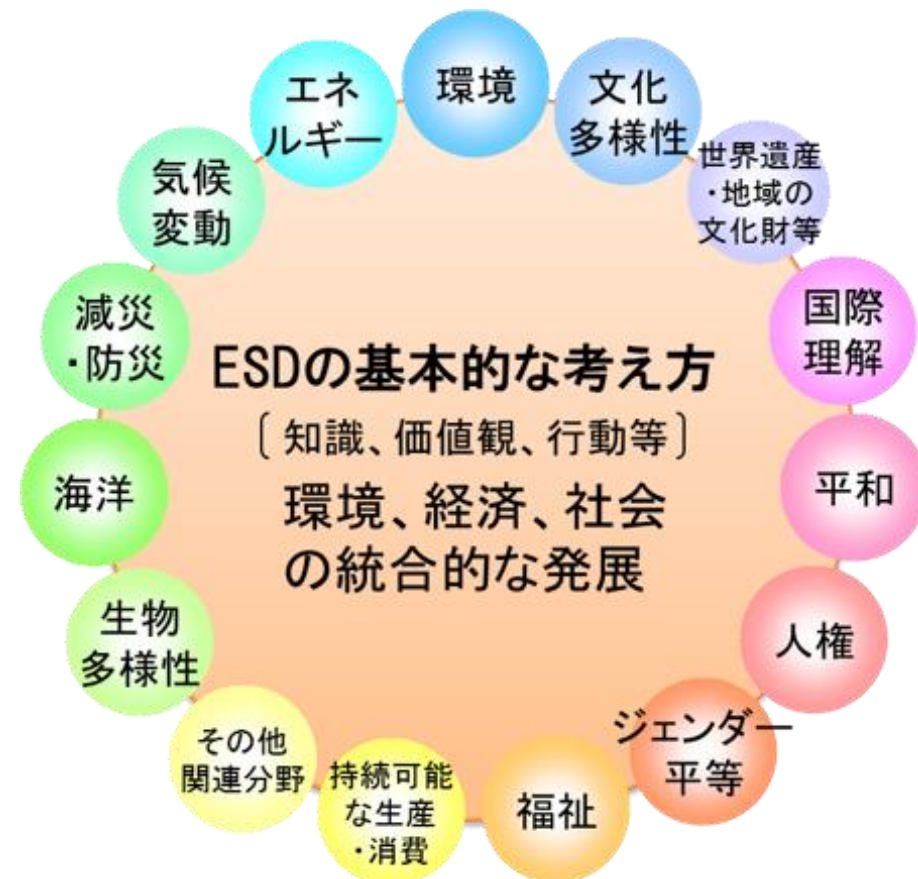 環境
文化
多様性
世界遺産
・地域の
文化財等
国際
理解
平和
人権
ジェンダー
平等
福祉
持続可能
な生産
・消費
その他
関連分野
生物
多様性
海洋
減災
・防災
気候
変動
エネ
ルギー
ESDの基本的な考え方
〔知識、価値観、行動等〕
環境、経済、社会
の統合的な発展